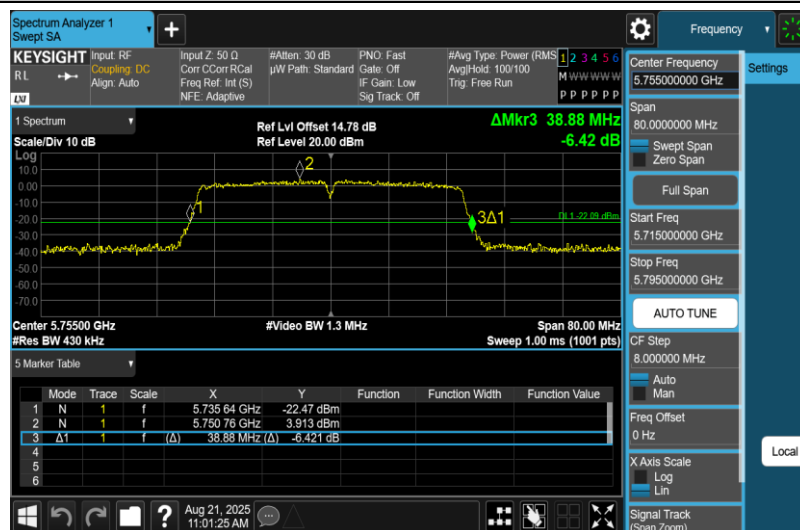 Spectrum Analyzer 1
Swept SA
+
Frequency
KEYSIGHT
RL
LXI
Input: RF
Coupling: DC
Align: Auto
Input Z: 50 Ω
Corr CCorr RCal
Freq Ref: Int (S)
NFE: Adaptive
#Atten: 30 dB
µW Path: Standard
PNO: Fast
Gate: Off
IF Gain: Low
Sig Track: Off
#Avg Type: Power (RMS
Avg|Hold: 100/100
Trig: Free Run
1 2 3 4 5 6
M W W W W W
P P P P P P
1 Spectrum
Scale/Div 10 dB
Ref Lvl Offset 14.78 dB
Ref Level 20.00 dBm
ΔMkr3 38.88 MHz
-6.42 dB
Log
10.0
0.00
-10.0
-20.0
-30.0
-40.0
-50.0
-60.0
-70.0
1
2
3Δ1
DL1 -22.09 dBm
Center 5.75500 GHz
#Res BW 430 kHz
#Video BW 1.3 MHz
Span 80.00 MHz
Sweep 1.00 ms (1001 pts)
5 Marker Table
Mode Trace Scale X Y Function Function Width Function Value
1 N 1 f 5.735 64 GHz -22.47 dBm
2 N 1 f 5.750 76 GHz 3.913 dBm
3 Δ1 1 f (Δ) 38.88 MHz (Δ) -6.421 dB
4
5
6
?
Aug 21, 2025
11:01:25 AM
Center Frequency
5.755000000 GHz
Span
80.0000000 MHz
Swept Span
Zero Span
Full Span
Start Freq
5.715000000 GHz
Stop Freq
5.795000000 GHz
AUTO TUNE
CF Step
8.000000 MHz
Auto
Man
Freq Offset
0 Hz
X Axis Scale
Log
Lin
Signal Track
(Span Zoom)
Settings
Local